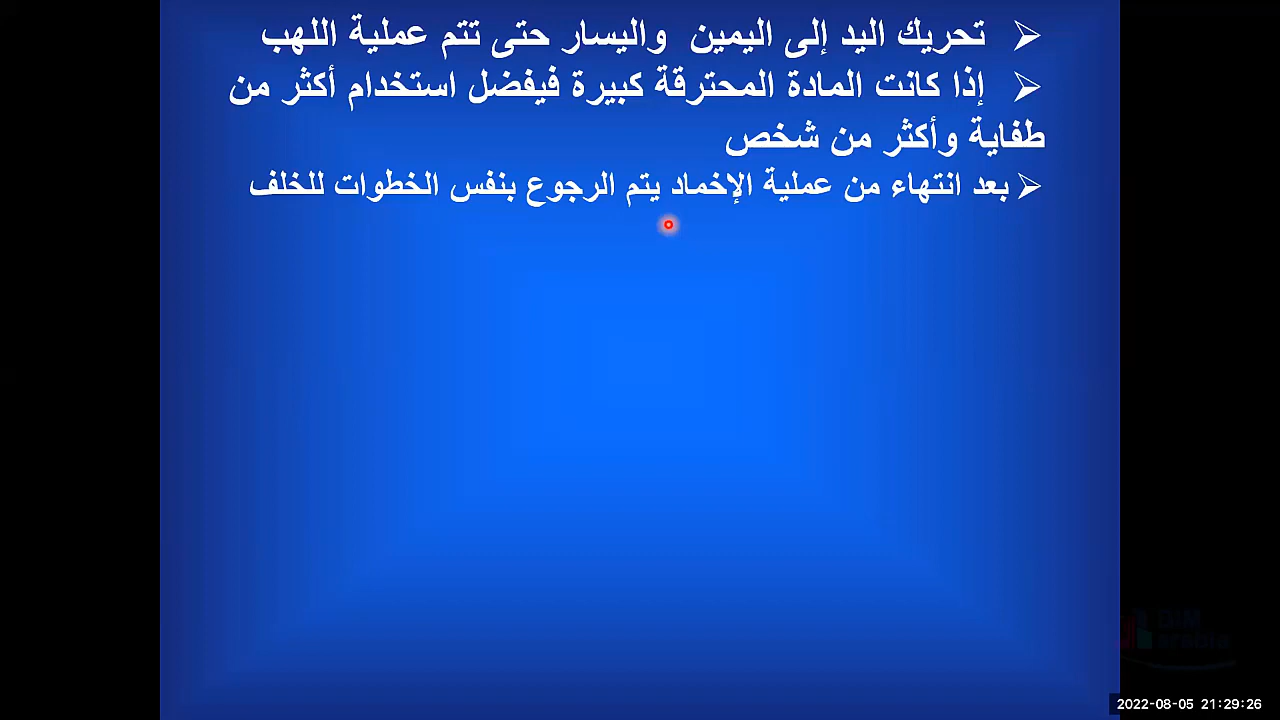 ➢ تحريك اليد إلى اليمين واليسار حتى تتم عملية اللهب
➢ إذا كانت المادة المحترقة كبيرة فيفضل استخدام أكثر من
طفاية وأكثر من شخص
➢ بعد انتهاء من عملية الإخماد يتم الرجوع بنفس الخطوات للخلف
2022-08-05 21:29:26